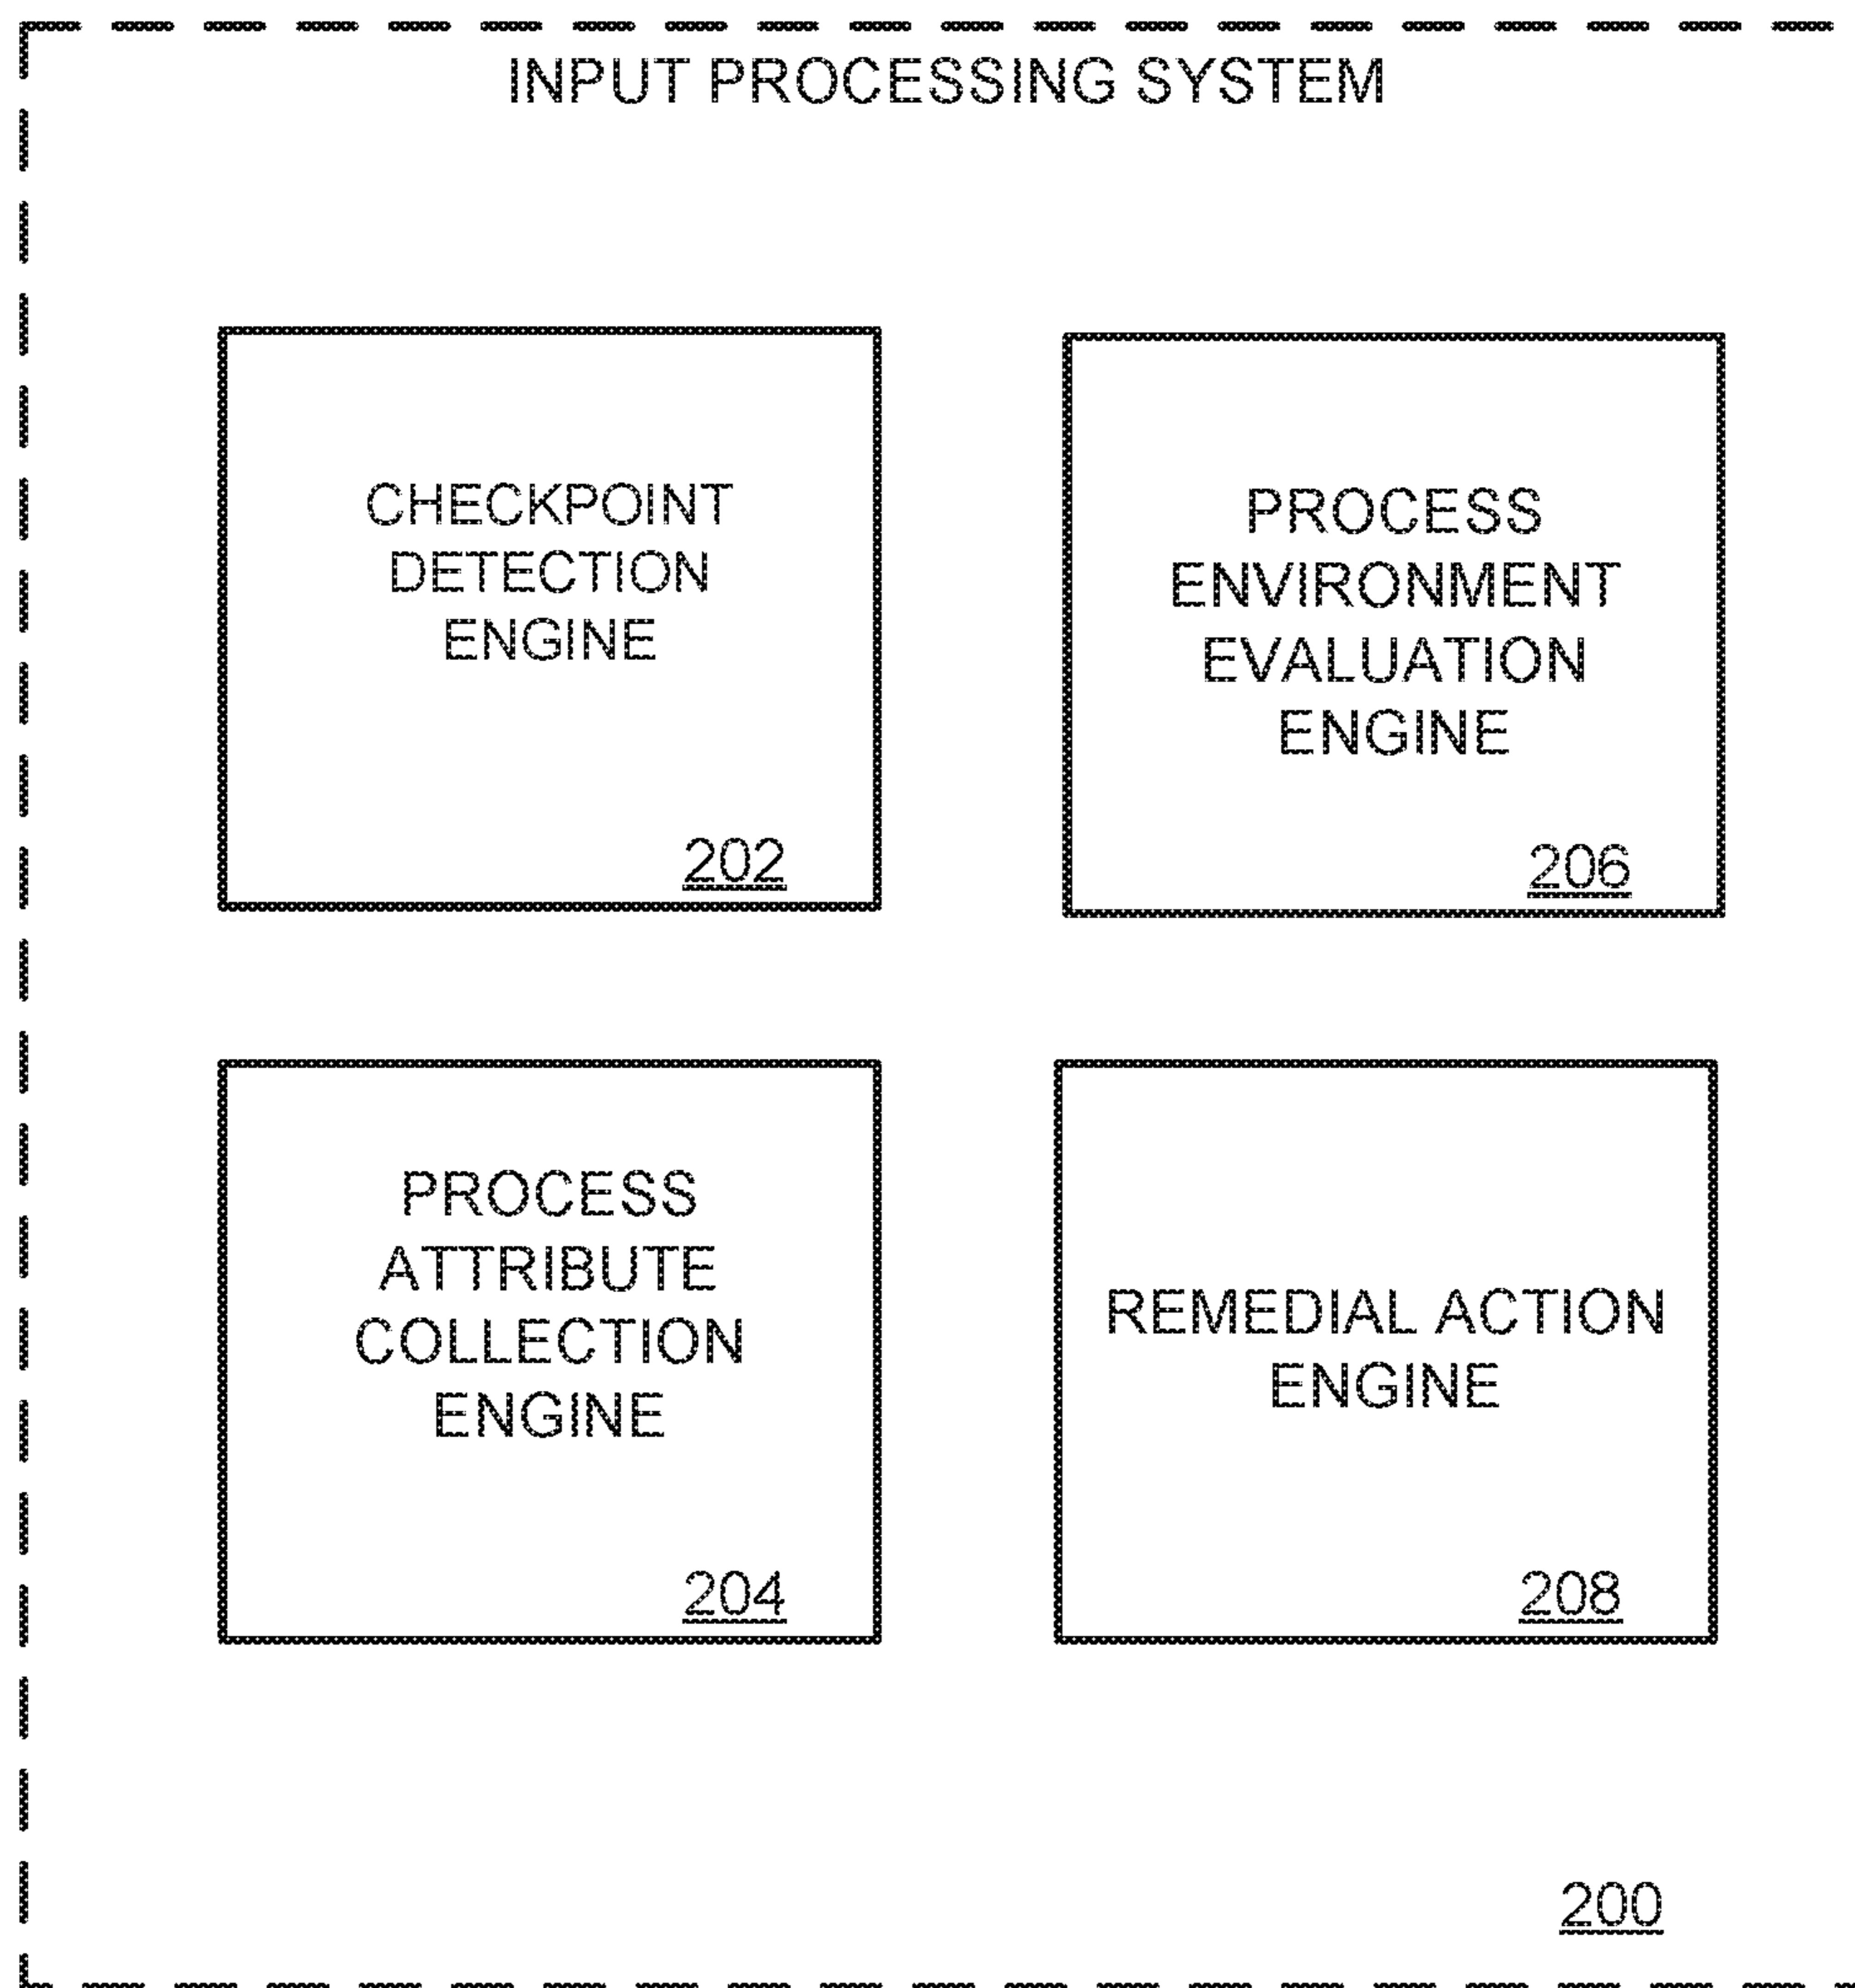 INPUT PROCESSING SYSTEM
CHECKPOINT
DETECTION
ENGINE
202
PROCESS
ENVIRONMENT
EVALUATION
ENGINE
206
PROCESS
ATTRIBUTE
COLLECTION
ENGINE
204
REMEDIAL ACTION
ENGINE
208
200